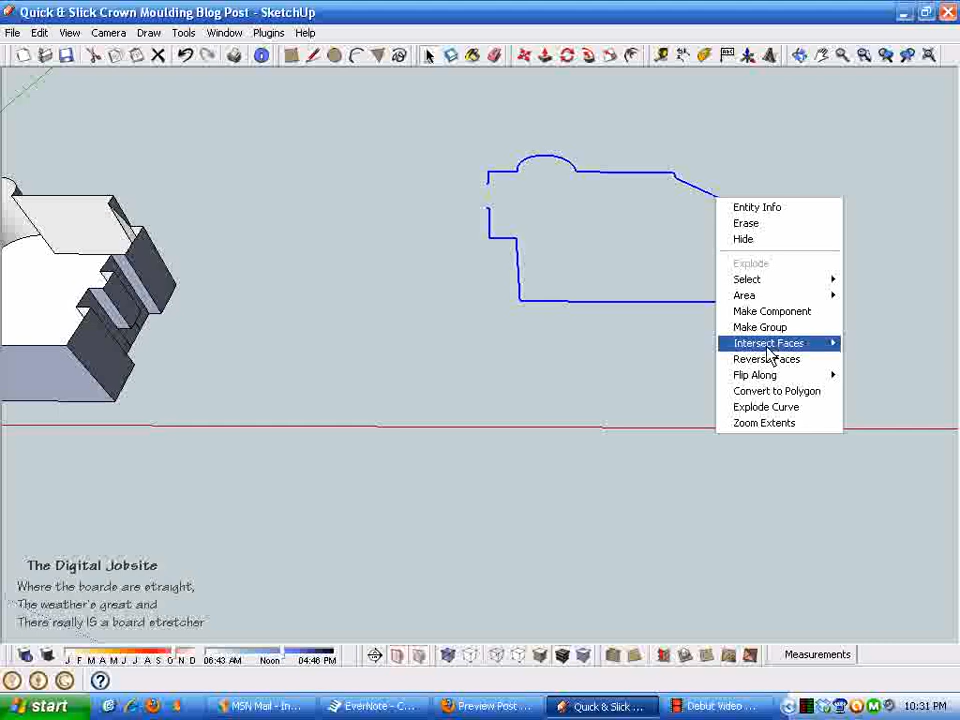 Quick & Slick Crown Moulding Blog Post - SketchUp
File Edit View Camera Draw Tools Window Plugins Help
Entity Info
Erase
Hide
Explode
Select
Area
Make Component
Make Group
Intersect Faces
Reverse Faces
Flip Along
Convert to Polygon
Explode Curve
Zoom Extents
The Digital Jobsite
Where the boards are straight,
The weather's great and
There really IS a board stretcher
J F M A M J J A S O N D 06:43 AM Noon 04:46 PM Measurements
start MSN Mail - In... EverNote - C... Preview Post ... Quick & Slick ... Debut Video ... 10:31 PM